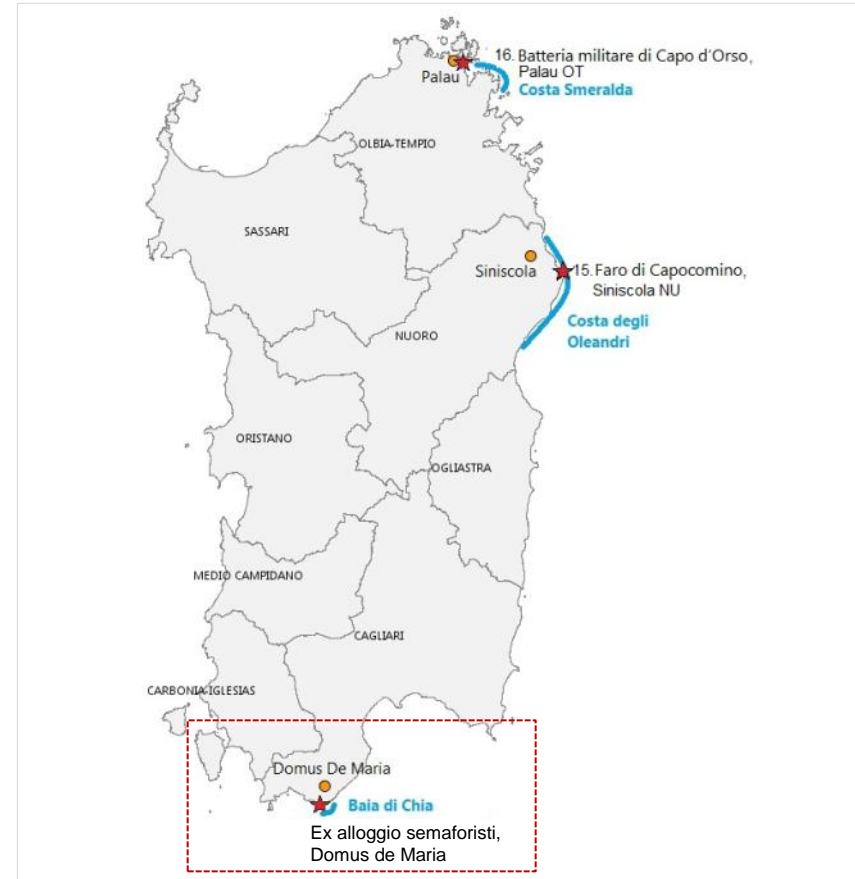 16. Batteria militare di Capo d'Orso,
Palau OT
Palau
Costa Smeralda
OLBIA-TEMPIO
SASSARI
Siniscola
15. Faro di Capocomino,
Siniscola NU
Costa degli
Oleandri
NUORO
ORISTANO
OGLIASTRA
MEDIO CAMPIDANO
CAGLIARI
CARBONIA-IGLESIAS
Domus De Maria
Baia di Chia
Ex alloggio semaforisti,
Domus de Maria